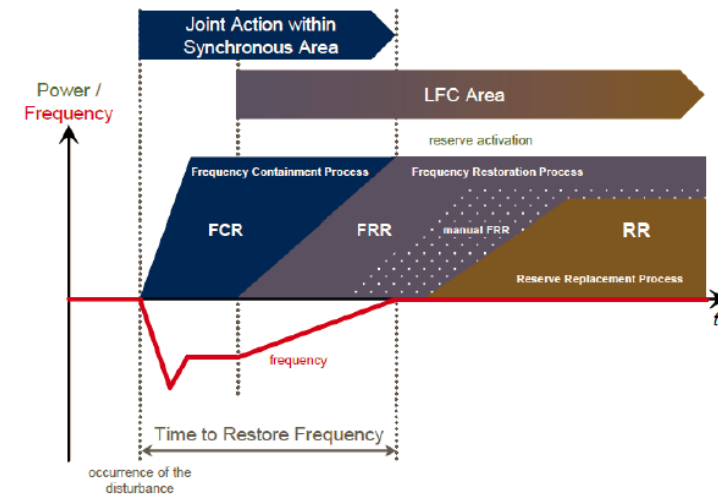 Joint Action within
Synchronous Area
Power /
Frequency
LFC Area
reserve activation
Frequency Containment Process
Frequency Restoration Process
FCR
FRR
manual FRR
RR
Reserve Replacement Process
t
frequency
Time to Restore Frequency
occurrence of the
disturbance